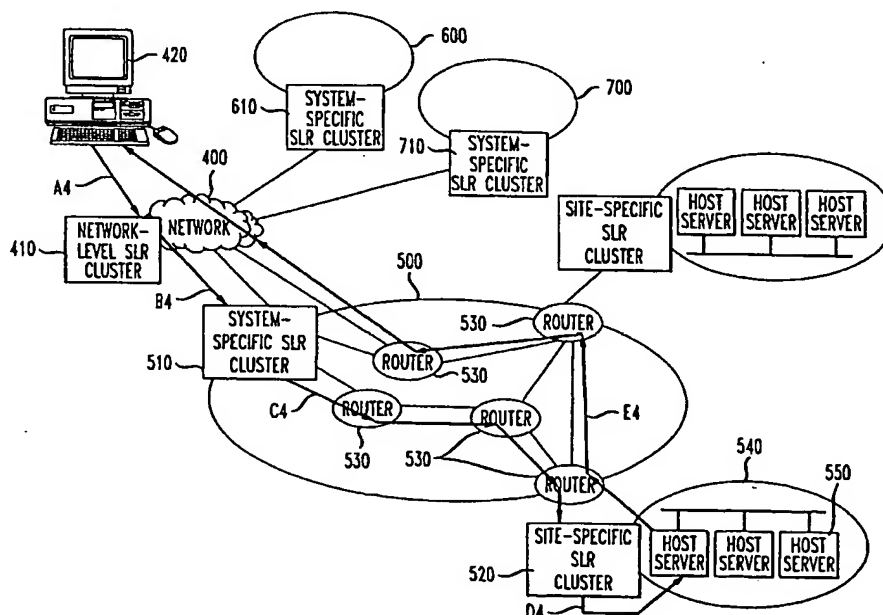 420
600
SYSTEM-
SPECIFIC
SLR CLUSTER
610
700
SYSTEM-
SPECIFIC
SLR CLUSTER
710
400
A4
NETWORK
NETWORK-
LEVEL SLR
CLUSTER
410
SITE-SPECIFIC
SLR
CLUSTER
HOST
SERVER
HOST
SERVER
HOST
SERVER
B4
500
SYSTEM-
SPECIFIC SLR
CLUSTER
510
530
ROUTER
ROUTER
530
C4
ROUTER
530
ROUTER
530
E4
ROUTER
540
550
SITE-SPECIFIC
SLR
CLUSTER
520
HOST
SERVER
HOST
SERVER
HOST
SERVER
D4